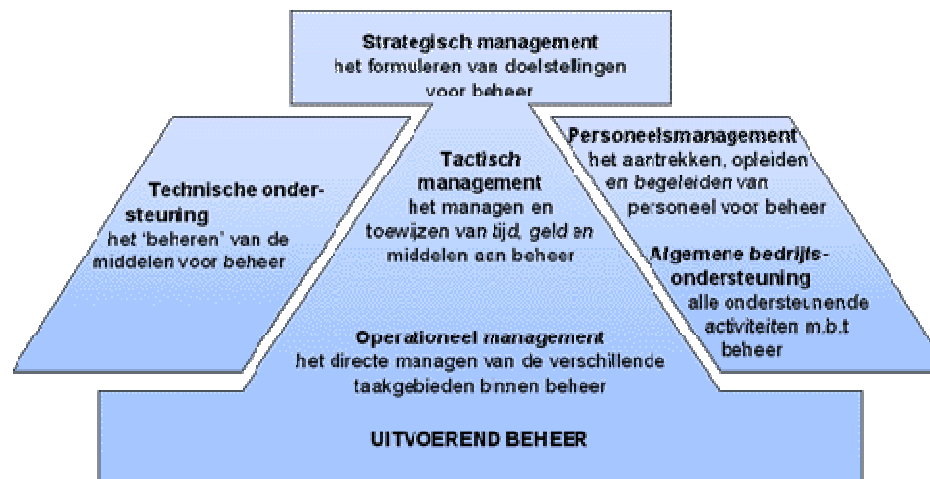 Strategisch management
het formuleren van doelstellingen
voor beheer
Technische onder-
steuning
het ‘beheren’ van de
middelen voor beheer
Tactisch
management
het managen en
toewijzen van tijd, geld en
middelen aan beheer
Operationeel management
het directe managen van de verschillende
taakgebieden binnen beheer
Personeelsmanagement
het aantrekken, opleiden
en begeleiden van
personeel voor beheer
Algemene bedrijfs-
ondersteuning
alle ondersteunende
activiteiten m.b.t
beheer
UITVOEREND BEHEER